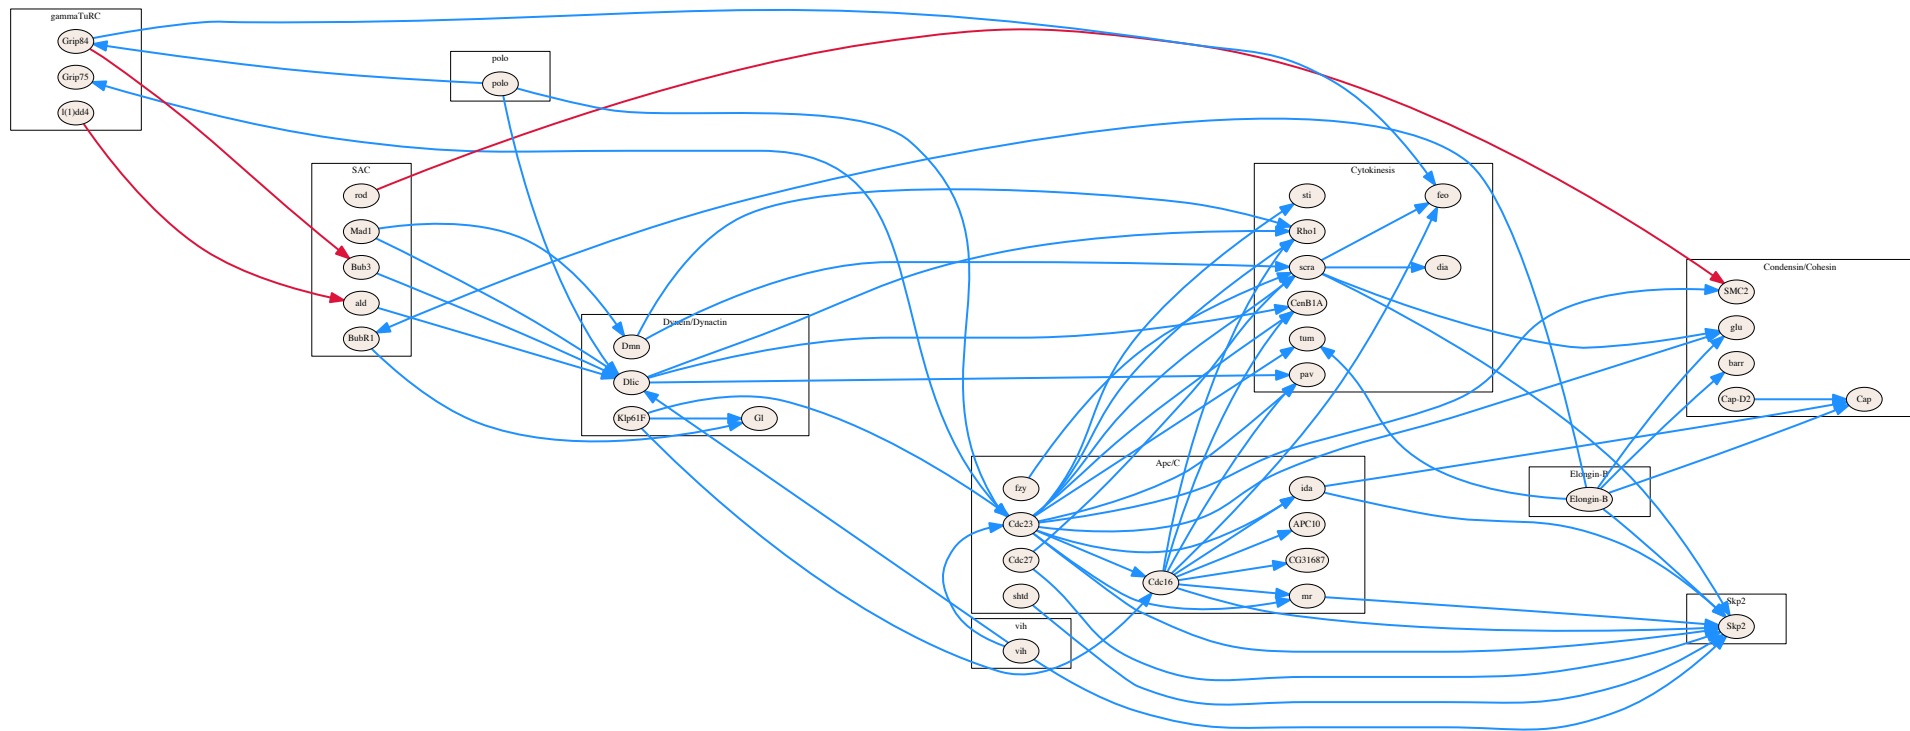 gammaTuRC
Grip84
Grip75
l(1)dd4
polo
polo
SAC
rod
Mad1
Bub3
ald
BubR1
Dynein/Dynactin
Dmn
Dlic
Klp61F
Gl
Cytokinesis
sti
feo
Rho1
scra
dia
CenB1A
tum
pav
Condensin/Cohesin
SMC2
glu
barr
Cap-D2
Cap
Apc/C
fzy
ida
Cdc23
APC10
Cdc27
CG31687
Cdc16
shtd
mr
Elongin-B
Elongin-B
vih
vih
Skp2
Skp2